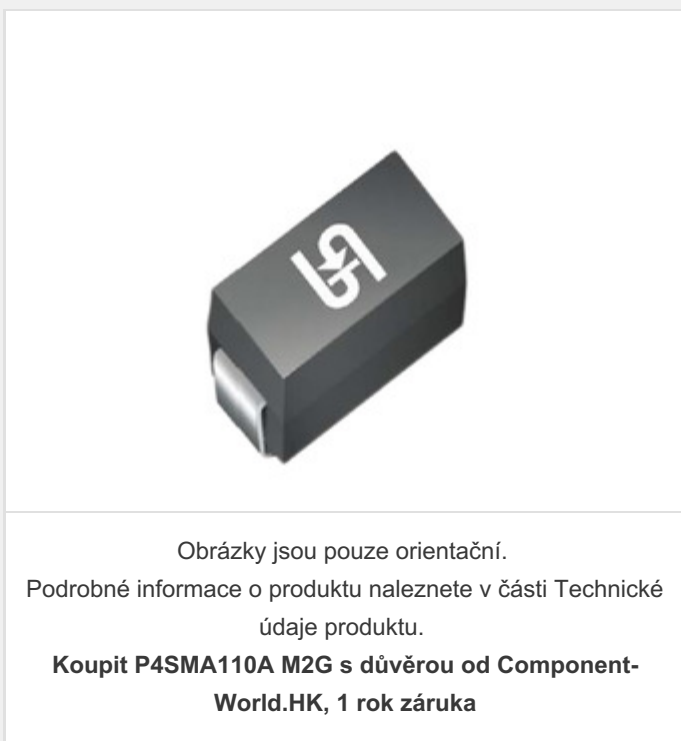 Obrázky jsou pouze orientační.
Podrobné informace o produktu naleznete v části Technické
údaje produktu.
Koupit P4SMA110A M2G s důvěrou od Component-
World.HK, 1 rok záruka